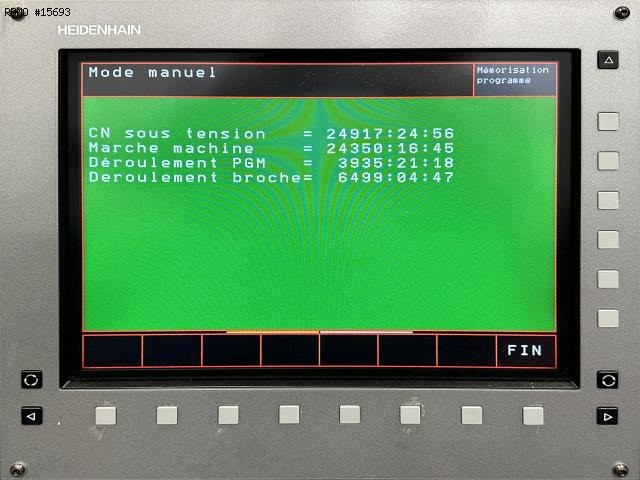 RBDO #15693
HEIDENHAIN
Mode manuel
Mémorisation
programme
CN sous tension = 24917:24:56
Marche machine = 24350:16:45
Déroulement PGM = 3935:21:18
Deroulement broche= 6499:04:47
FIN